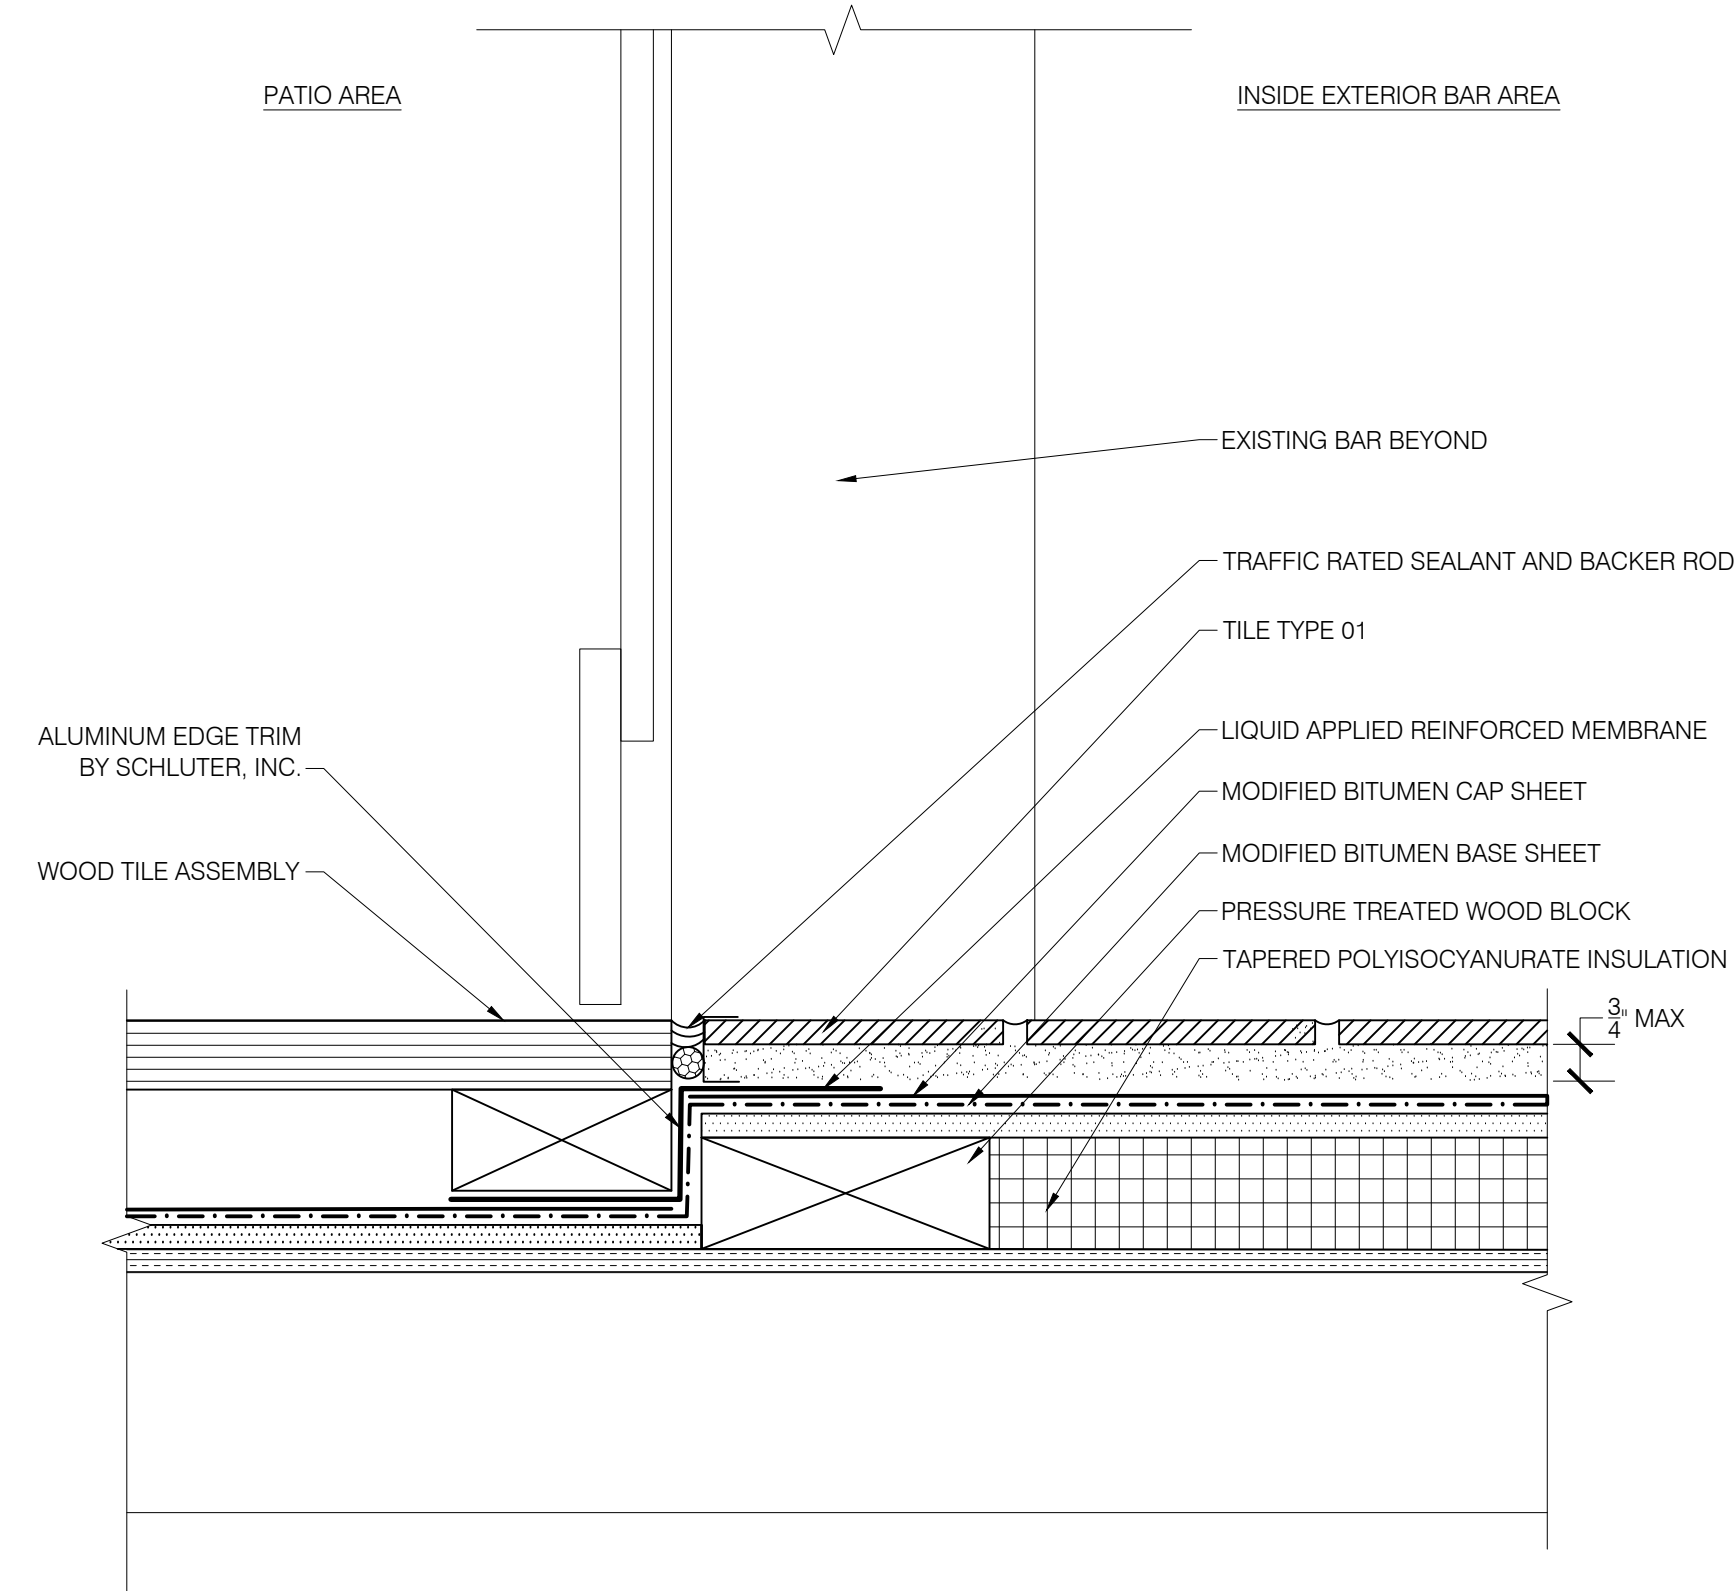 PATIO AREA
INSIDE EXTERIOR BAR AREA
EXISTING BAR BEYOND
TRAFFIC RATED SEALANT AND BACKER ROD
TILE TYPE 01
LIQUID APPLIED REINFORCED MEMBRANE
ALUMINUM EDGE TRIM
BY SCHLUTER, INC.
MODIFIED BITUMEN CAP SHEET
MODIFIED BITUMEN BASE SHEET
WOOD TILE ASSEMBLY
PRESSURE TREATED WOOD BLOCK
TAPERED POLYISOCYANURATE INSULATION
3/4" MAX